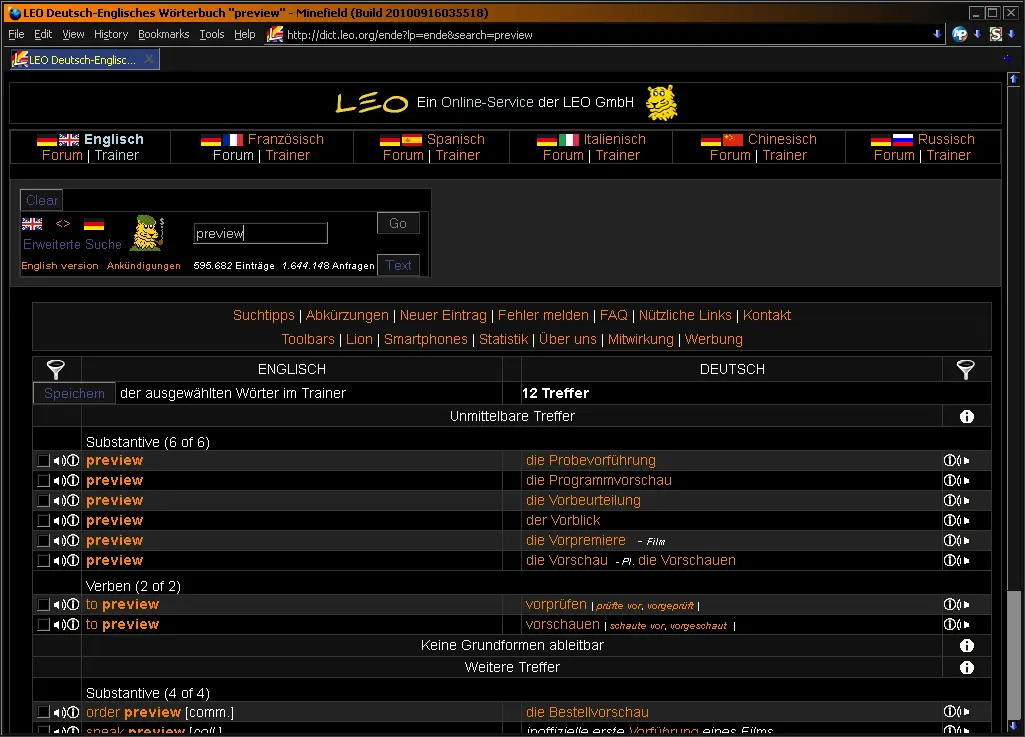 LEO Deutsch-Englisches Wörterbuch "preview" - Minefield (Build 20100916035518)
File Edit View History Bookmarks Tools Help http://dict.leo.org/ende?lp=ende&search=preview
LEO Deutsch-Englisc...
LEO Ein Online-Service der LEO GmbH
Englisch Französisch Spanisch Italienisch Chinesisch Russisch
Forum | Trainer Forum | Trainer Forum | Trainer Forum | Trainer Forum | Trainer Forum | Trainer
Clear
<> preview Go
Erweiterte Suche
English version Ankündigungen 595.682 Einträge 1.644.148 Anfragen Text
Suchtipps | Abkürzungen | Neuer Eintrag | Fehler melden | FAQ | Nützliche Links | Kontakt
Toolbars | Lion | Smartphones | Statistik | Über uns | Mitwirkung | Werbung
ENGLISCH DEUTSCH
Speichern der ausgewählten Wörter im Trainer 12 Treffer
Unmittelbare Treffer
Substantive (6 of 6)
preview die Probevorführung
preview die Programmvorschau
preview die Vorbeurteilung
preview der Vorblick
preview die Vorpremiere - Film
preview die Vorschau - Pl. die Vorschauen
Verben (2 of 2)
to preview vorprüfen | prüfte vor, vorgeprüft |
to preview vorschauen | schaute vor, vorgeschaut |
Keine Grundformen ableitbar
Weitere Treffer
Substantive (4 of 4)
order preview [comm.] die Bestellvorschau
sneak preview [coll.] inoffizielle erste Vorführung eines Films